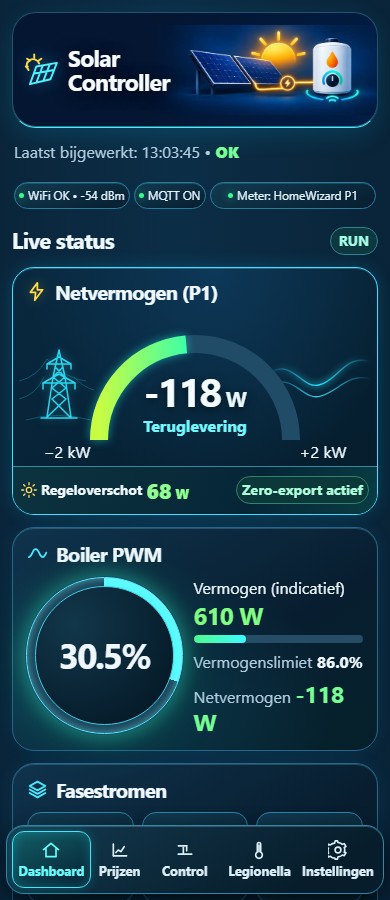 Solar
Controller
Laatst bijgewerkt: 13:03:45 • OK
WiFi OK • -54 dBm
MQTT ON
Meter: HomeWizard P1
Live status
RUN
Netvermogen (P1)
-118 W
Teruglevering
−2 kW
+2 kW
Regeloverschot 68 W
Zero-export actief
Boiler PWM
30.5%
Vermogen (indicatief)
610 W
Vermogenslimiet 86.0%
Netvermogen -118
W
Fasestromen
Dashboard
Prijzen
Control
Legionella
Instellingen